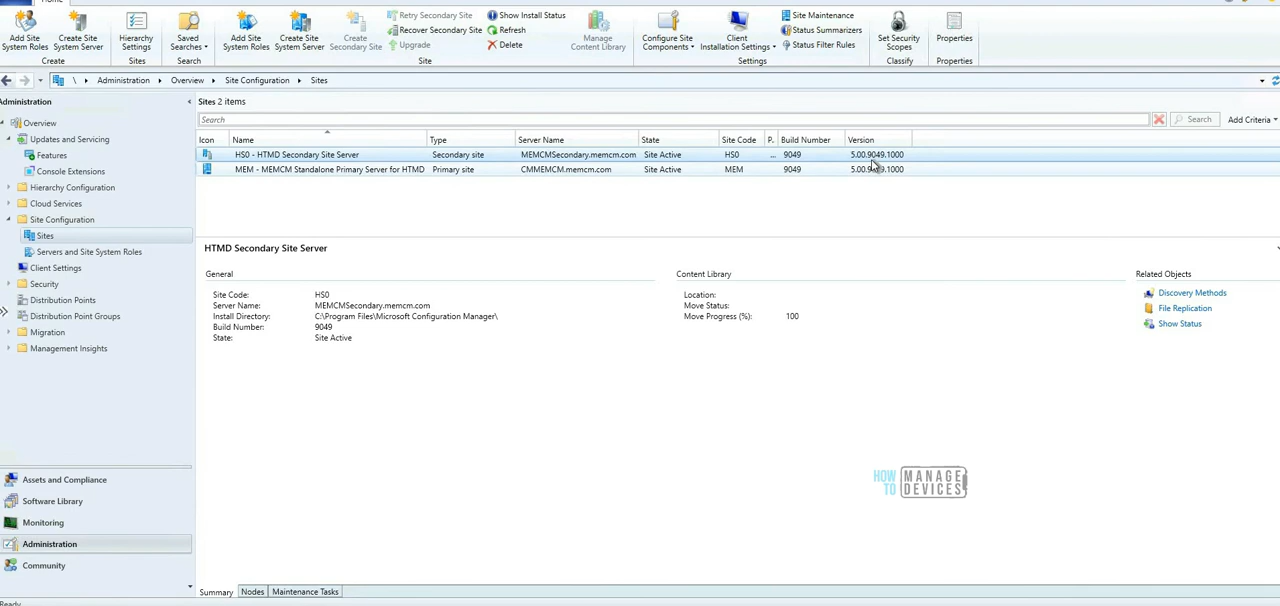 Home
Add Site System Roles
Create Site System Server
Hierarchy Settings
Saved Searches
Add Site System Roles
Create Site System Server
Create Secondary Site
Retry Secondary Site
Recover Secondary Site
Upgrade
Show Install Status
Refresh
Delete
Manage Content Library
Configure Site Components
Client Installation Settings
Site Maintenance
Status Summarizers
Status Filter Rules
Set Security Scopes
Properties
Create
Sites
Search
Site
Settings
Classify
Properties
\ Administration Overview Site Configuration Sites
Administration
Overview
Updates and Servicing
Features
Console Extensions
Hierarchy Configuration
Cloud Services
Site Configuration
Sites
Servers and Site System Roles
Client Settings
Security
Distribution Points
Distribution Point Groups
Migration
Management Insights
Assets and Compliance
Software Library
Monitoring
Administration
Community
Sites 2 items
Search
Search
Add Criteria
Icon Name Type Server Name State Site Code P. Build Number Version
HS0 - HTMD Secondary Site Server Secondary site MEMCMSecondary.memcm.com Site Active HS0 ... 9049 5.00.9049.1000
MEM - MEMCM Standalone Primary Server for HTMD Primary site CMMEMCM.memcm.com Site Active MEM 9049
HTMD Secondary Site Server
General
Site Code: HS0
Server Name: MEMCMSecondary.memcm.com
Install Directory: C:\Program Files\Microsoft Configuration Manager\
Build Number: 9049
State: Site Active
Content Library
Location:
Move Status:
Move Progress (%): 100
Related Objects
Discovery Methods
File Replication
Show Status
HOW TO MANAGE DEVICES
Summary Nodes Maintenance Tasks
Ready